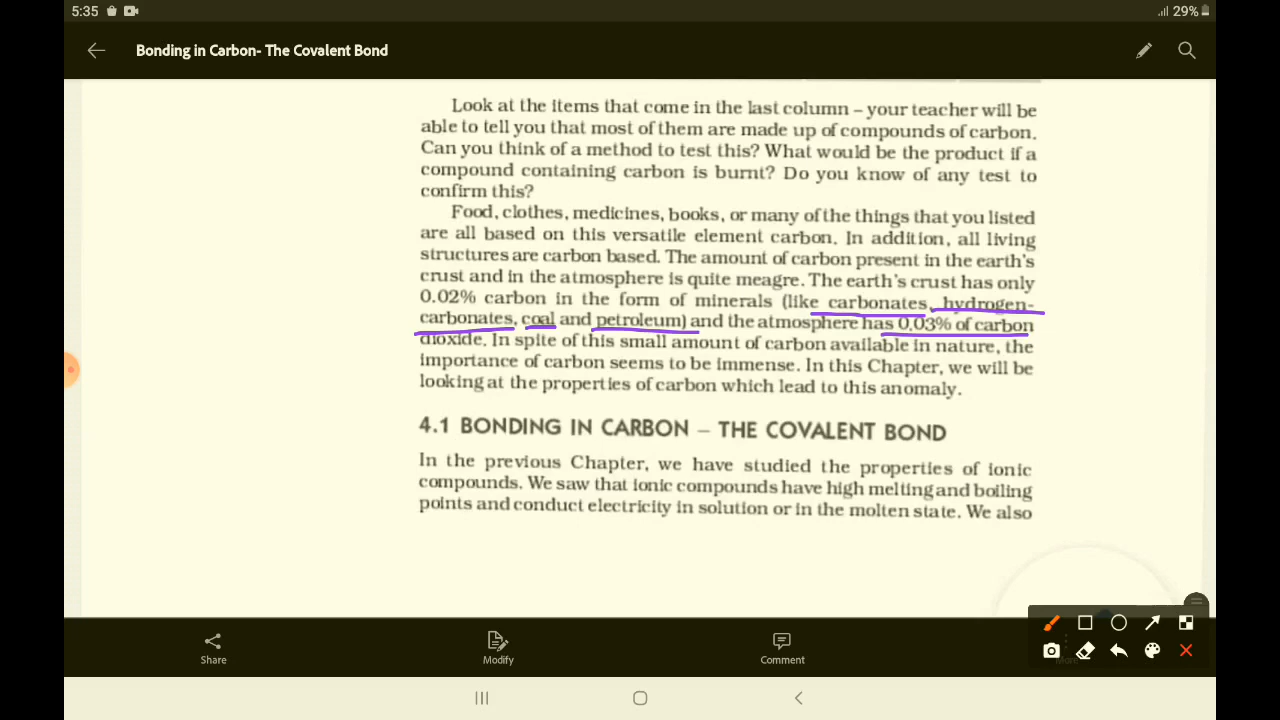 5:35
29%
Bonding in Carbon- The Covalent Bond
Look at the items that come in the last column – your teacher will be
able to tell you that most of them are made up of compounds of carbon.
Can you think of a method to test this? What would be the product if a
compound containing carbon is burnt? Do you know of any test to
confirm this?
Food, clothes, medicines, books, or many of the things that you listed
are all based on this versatile element carbon. In addition, all living
structures are carbon based. The amount of carbon present in the earth's
crust and in the atmosphere is quite meagre. The earth's crust has only
0.02% carbon in the form of minerals (like carbonates, hydrogen-
carbonates, coal and petroleum) and the atmosphere has 0.03% of carbon
dioxide. In spite of this small amount of carbon available in nature, the
importance of carbon seems to be immense. In this Chapter, we will be
looking at the properties of carbon which lead to this anomaly.
4.1 BONDING IN CARBON – THE COVALENT BOND
In the previous Chapter, we have studied the properties of ionic
compounds. We saw that ionic compounds have high melting and boiling
points and conduct electricity in solution or in the molten state. We also
Share
Modify
Comment
More